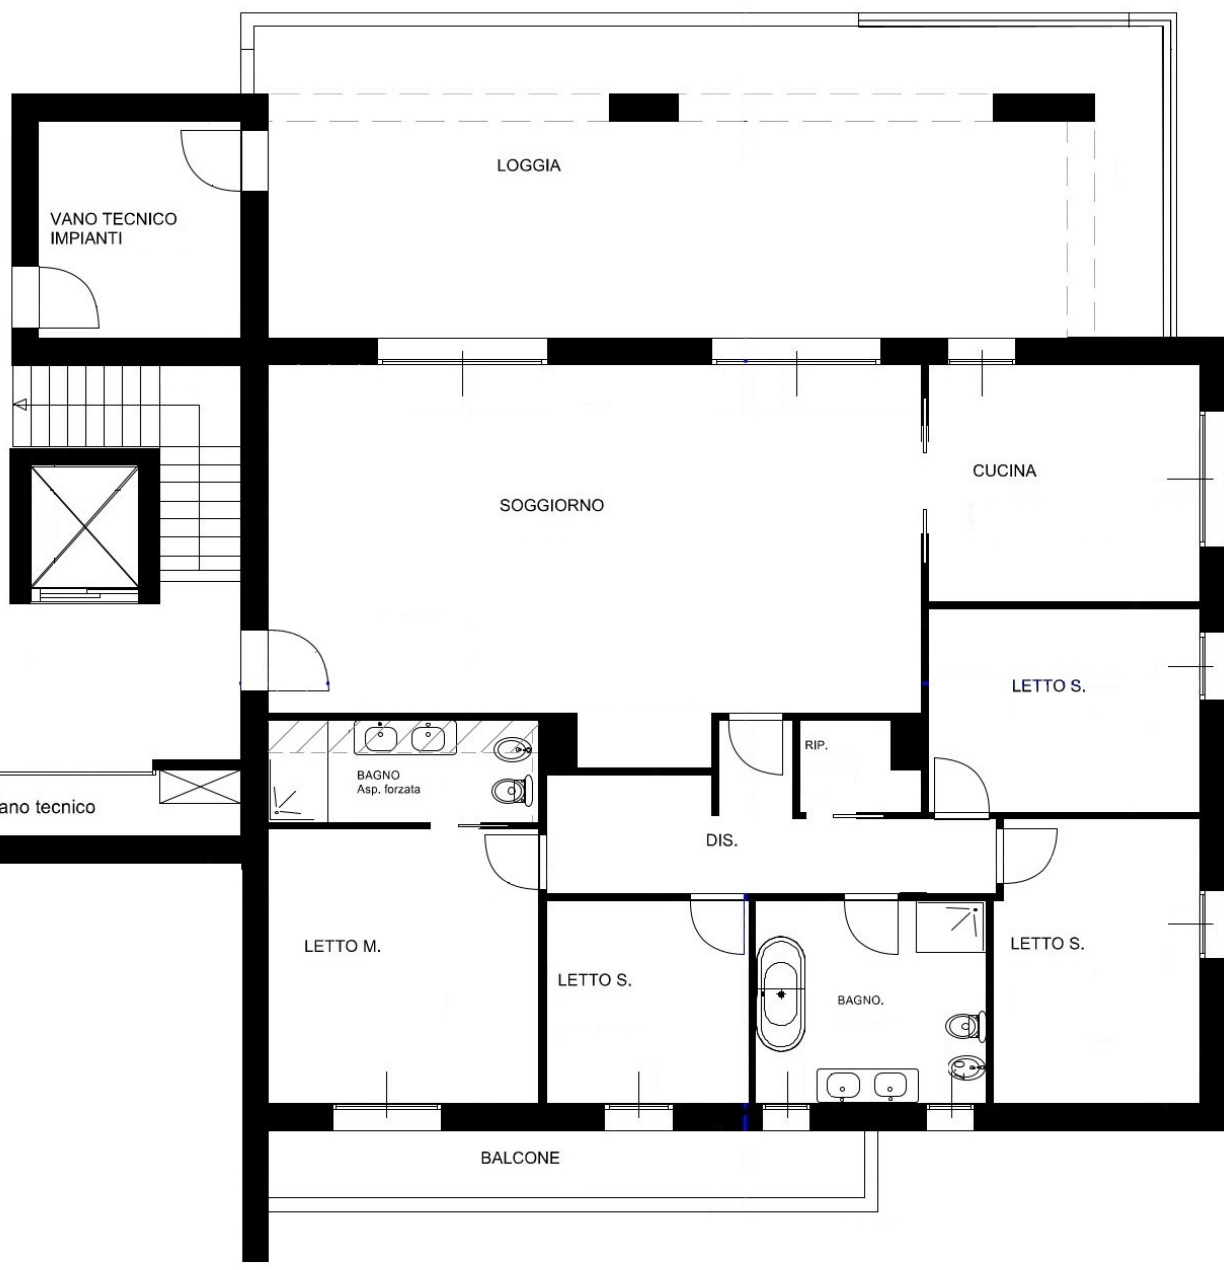 LOGGIA
VANO TECNICO
IMPIANTI
CUCINA
SOGGIORNO
LETTO S.
RIP.
BAGNO
Asp. forzata
ano tecnico
DIS.
LETTO M.
LETTO S.
LETTO S.
BAGNO.
BALCONE